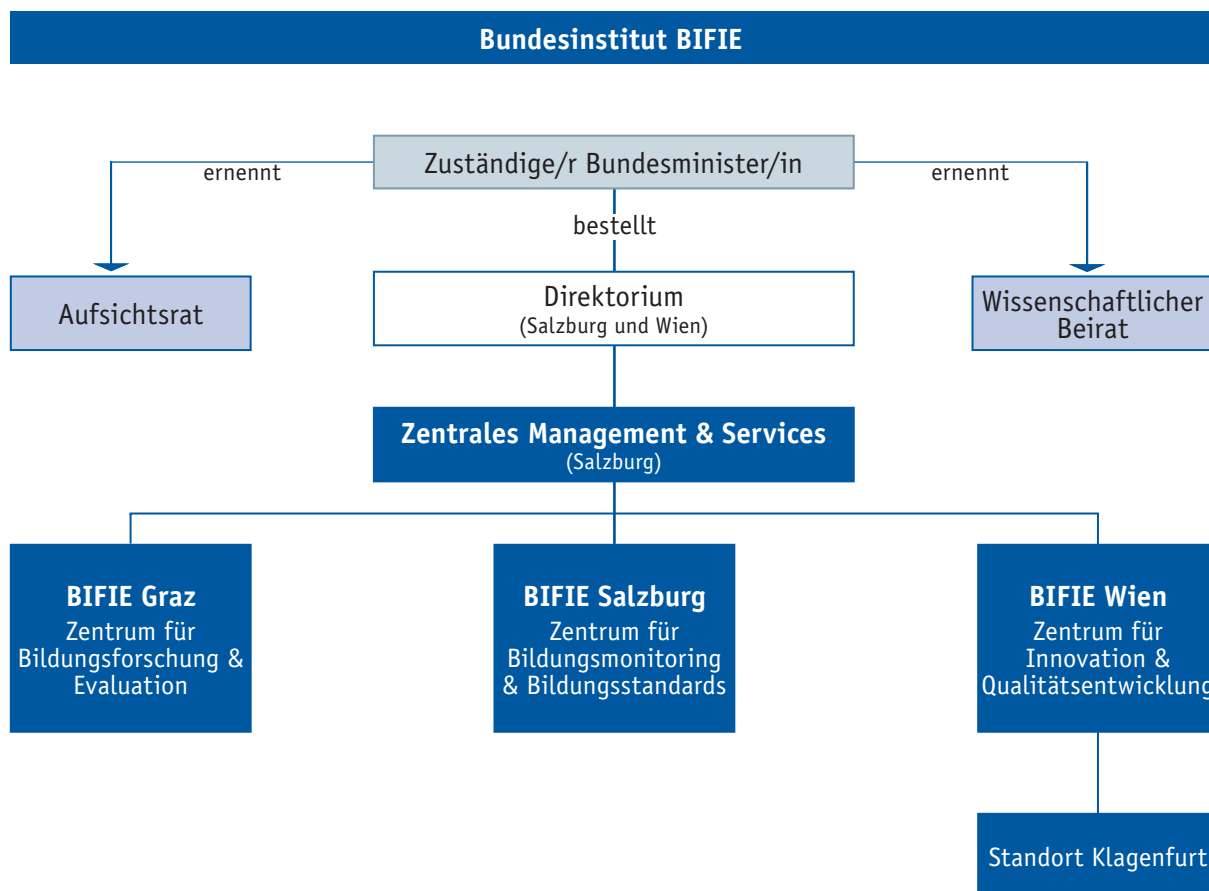 Bundesinstitut BIFIE
Zuständige/r Bundesminister/in
ernennt
ernennt
bestellt
Aufsichtsrat
Direktorium
(Salzburg und Wien)
Wissenschaftlicher
Beirat
Zentrales Management & Services
(Salzburg)
BIFIE Graz
Zentrum für
Bildungsforschung &
Evaluation
BIFIE Salzburg
Zentrum für
Bildungsmonitoring
& Bildungsstandards
BIFIE Wien
Zentrum für
Innovation &
Qualitätsentwicklung
Standort Klagenfurt